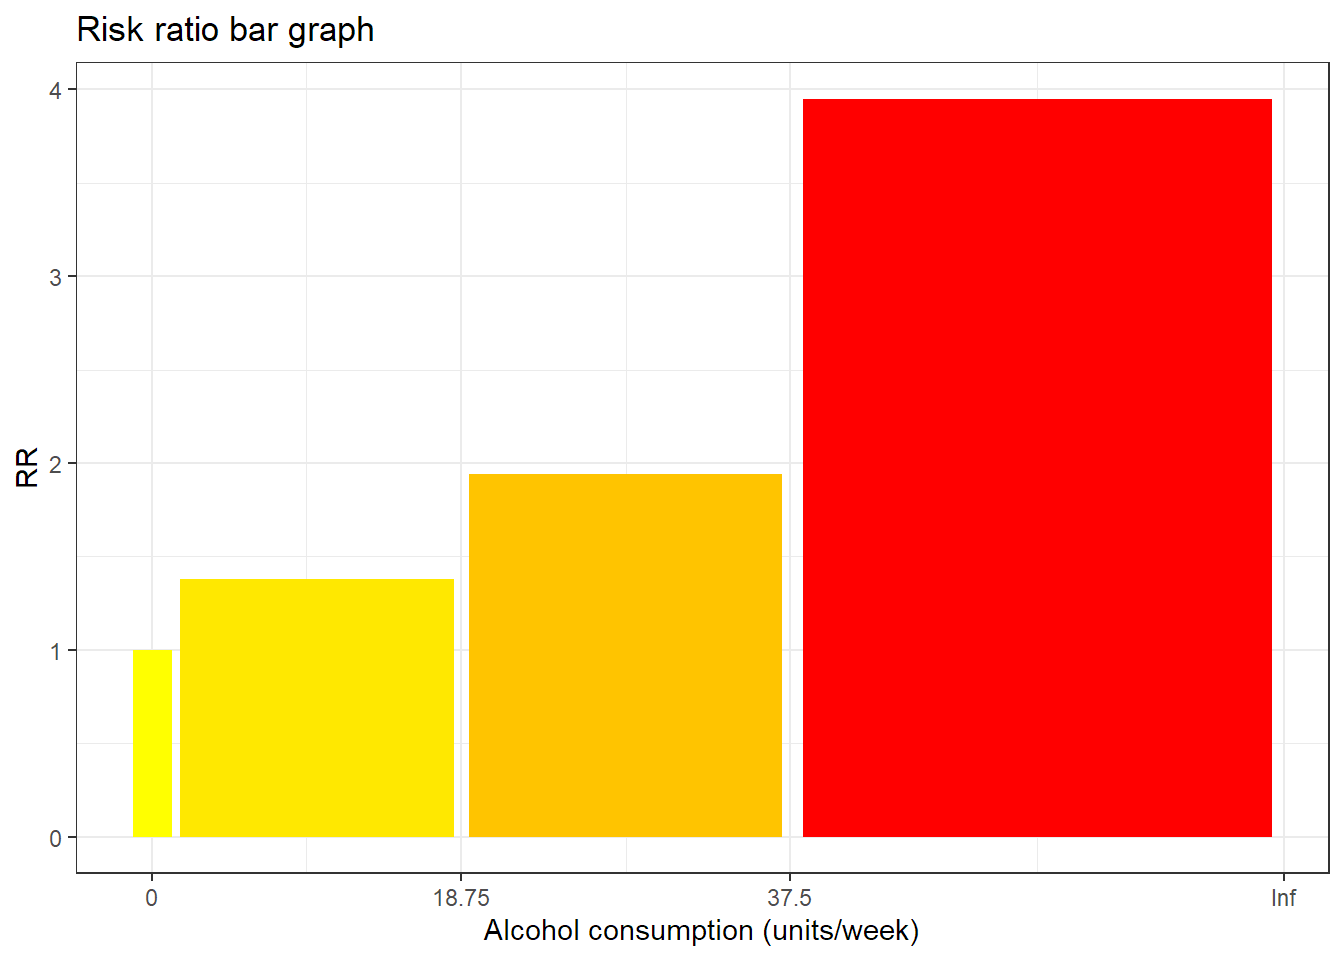 Risk ratio bar graph
4
3
2
1
0
RR
0 18.75 37.5 Inf
Alcohol consumption (units/week)